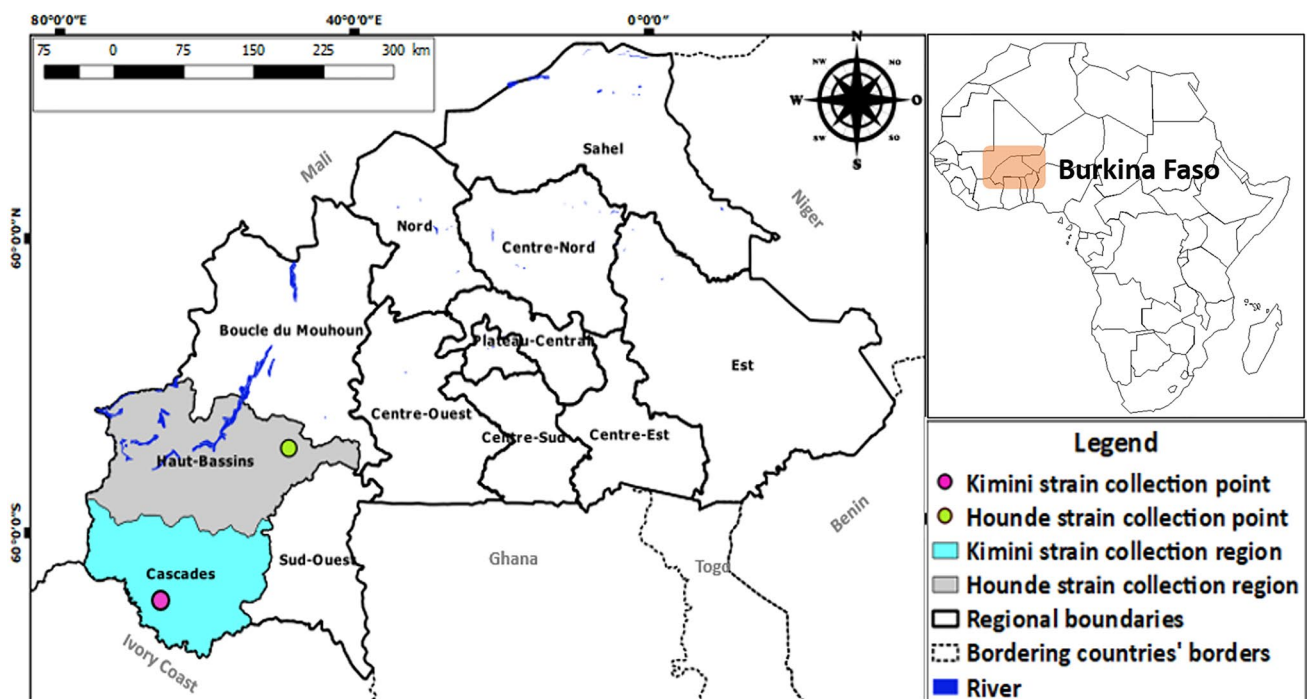 80°0'0"E
40°0'0"E
0°0'0"
75 0 75 150 225 300 km
N
NW
NO
W
O
SW
SO
S
Mali
Sahel
Burkina Faso
Niger
Nord
Centre-Nord
60°0'0"N
Boucle du Mouhoun
Plateau-Central
Est
Centre-Ouest
Centre-Sud
Centre-Est
Haut-Bassins
60°0'0"S
Cascades
Sud-Ouest
Ghana
Togo
Benin
Ivory Coast
Legend
Kimini strain collection point
Hounde strain collection point
Kimini strain collection region
Hounde strain collection region
Regional boundaries
Bordering countries' borders
River